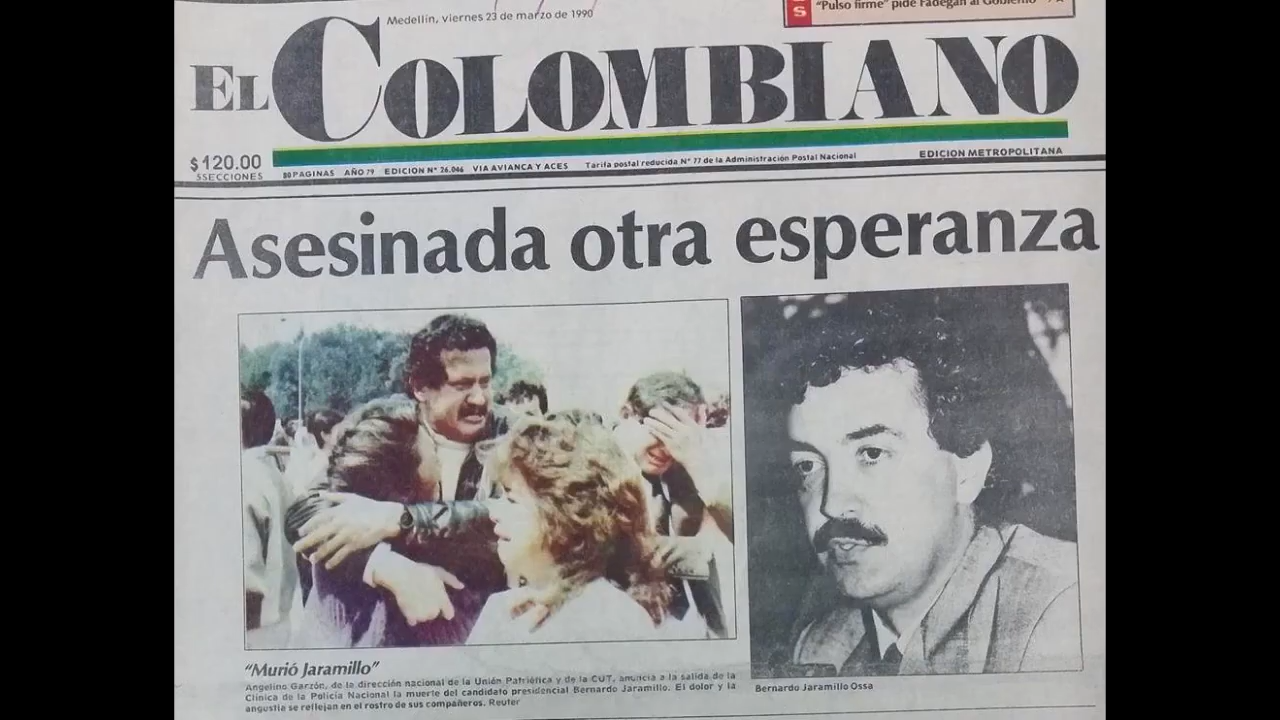 "Pulso firme" pide Fadegan al Gobierno
S
Medellín, viernes 23 de marzo de 1990
EL COLOMBIANO
$120.00
5SECCIONES
80 PAGINAS AÑO 79 EDICION N° 26.046 VIA AVIANCA Y ACES Tarifa postal reducida N° 77 de la Administración Postal Nacional
EDICION METROPOLITANA
Asesinada otra esperanza
"Murió Jaramillo"
Angelino Garzón, de la dirección nacional de la Unión Patriótica y de la CUT, anuncia a la salida de la
Clínica de la Policía Nacional la muerte del candidato presidencial Bernardo Jaramillo. El dolor y la
angustia se reflejan en el rostro de sus compañeros. Reuter
Bernardo Jaramillo Ossa